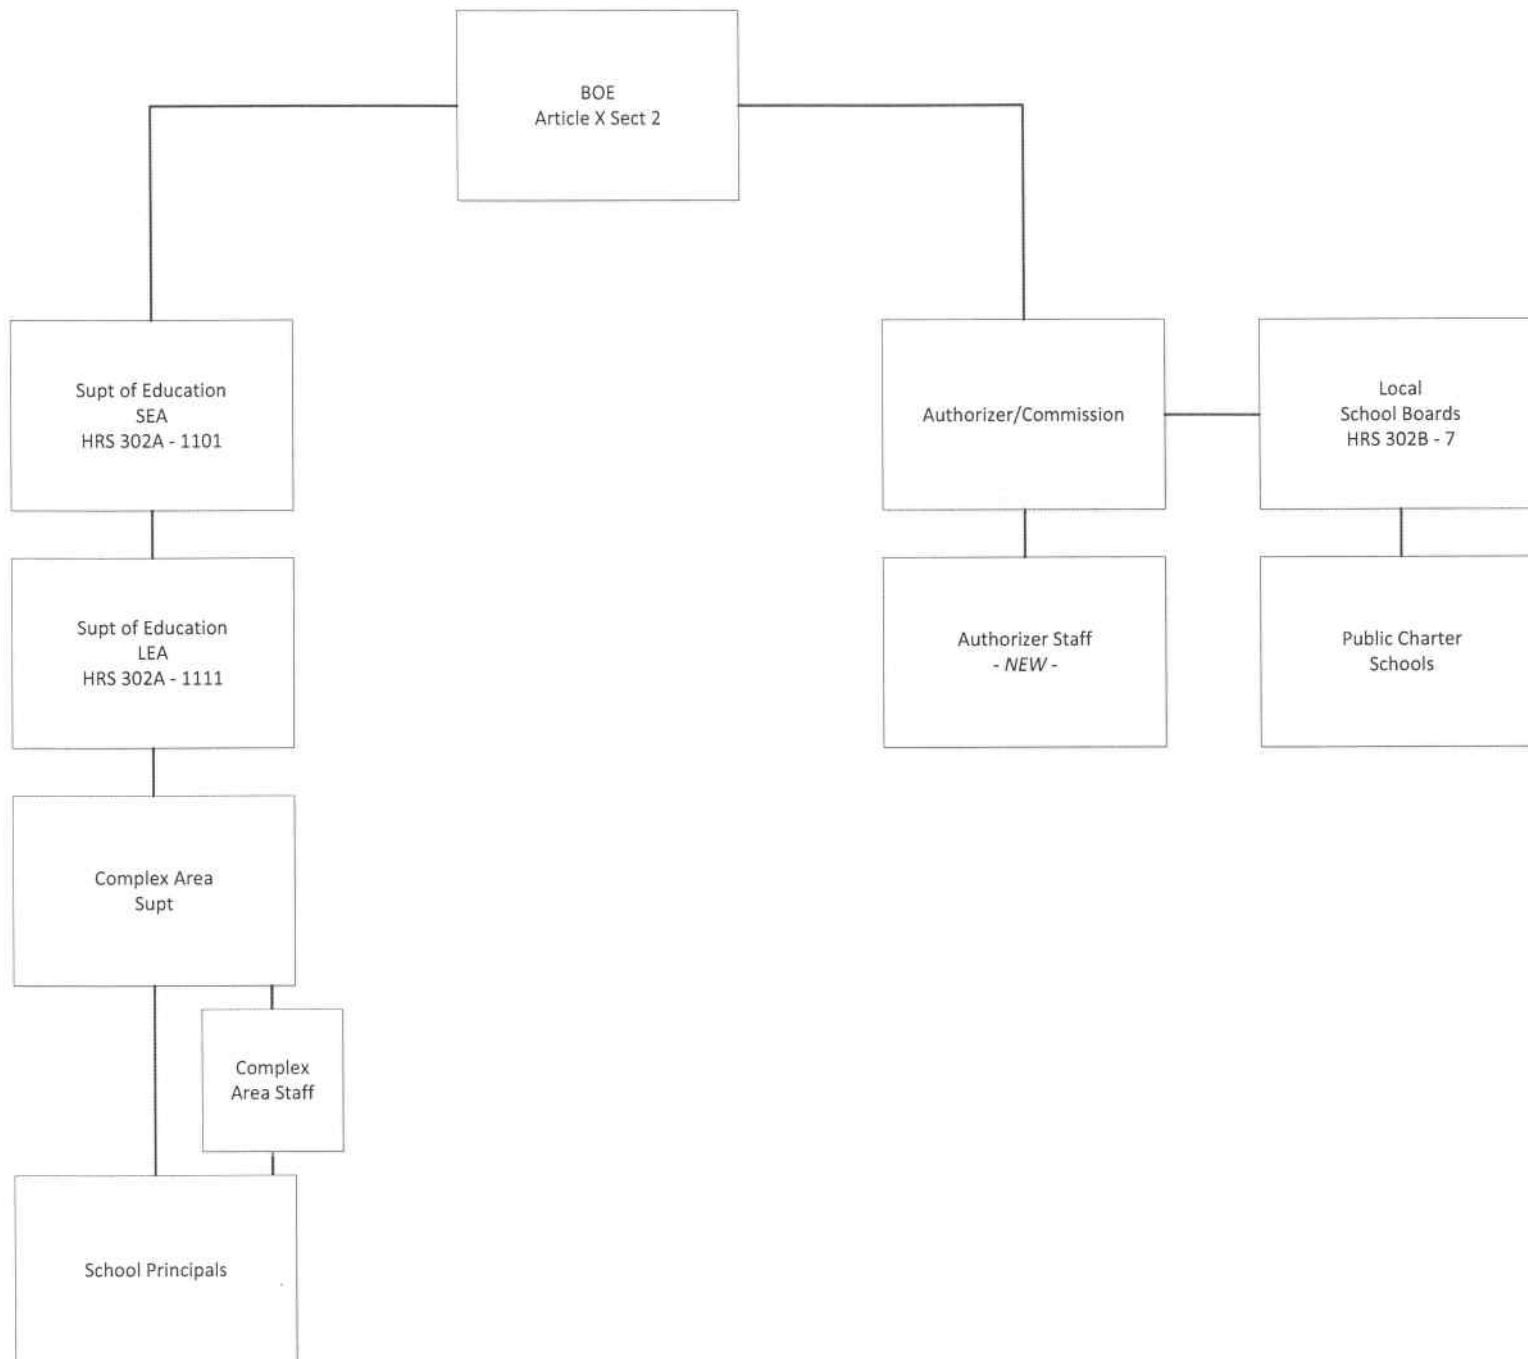 BOE
Article X Sect 2
Supt of Education
SEA
HRS 302A - 1101
Authorizer/Commission
Local
School Boards
HRS 302B - 7
Supt of Education
LEA
HRS 302A - 1111
Authorizer Staff
- NEW -
Public Charter
Schools
Complex Area
Supt
Complex
Area Staff
School Principals